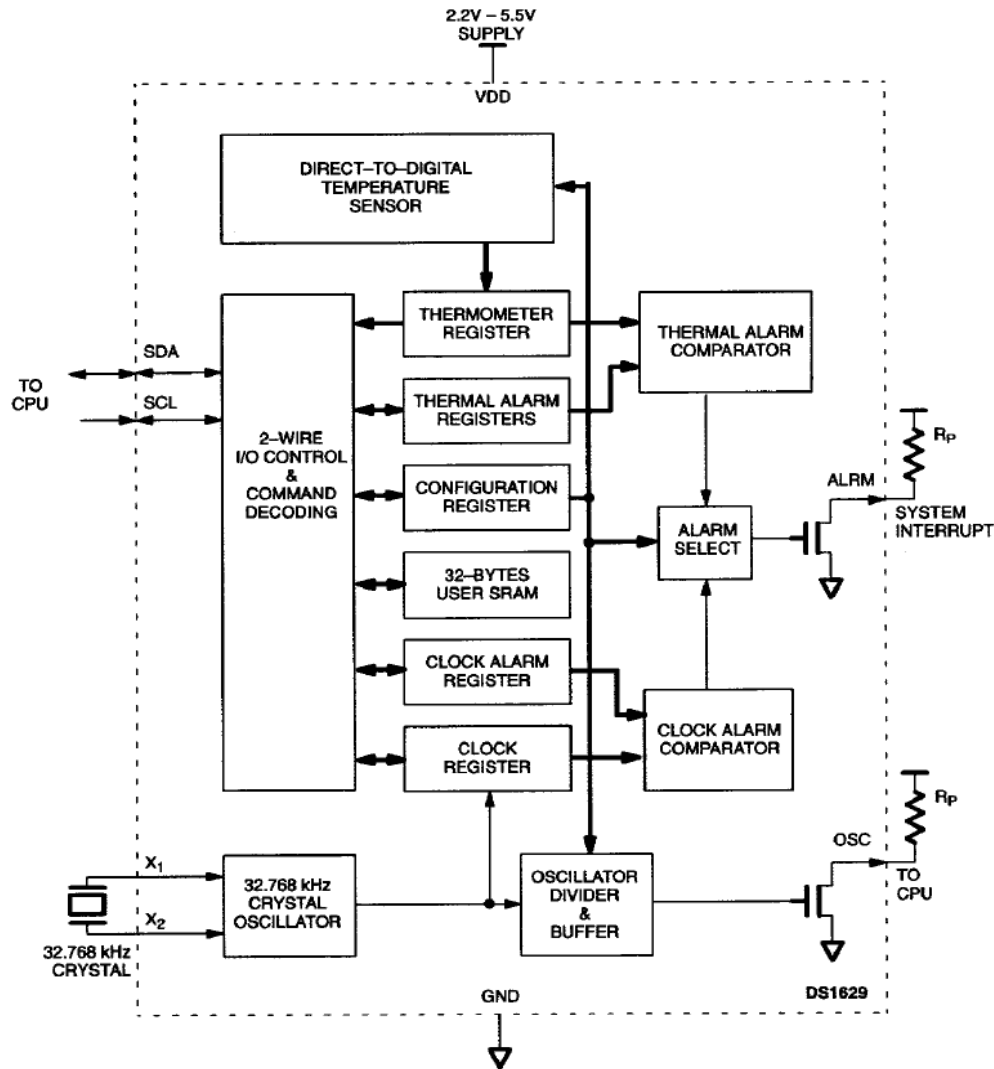 2.2V – 5.5V
SUPPLY
VDD
DIRECT–TO–DIGITAL
TEMPERATURE
SENSOR
THERMOMETER
REGISTER
THERMAL ALARM
COMPARATOR
SDA
TO
CPU
SCL
THERMAL ALARM
REGISTERS
2–WIRE
I/O CONTROL
&
COMMAND
DECODING
RP
CONFIGURATION
REGISTER
ALRM
SYSTEM
INTERRUPT
ALARM
SELECT
32–BYTES
USER SRAM
CLOCK ALARM
REGISTER
CLOCK ALARM
COMPARATOR
CLOCK
REGISTER
RP
OSC
TO
CPU
X1
32.768 kHz
CRYSTAL
OSCILLATOR
OSCILLATOR
DIVIDER
&
BUFFER
X2
32.768 kHz
CRYSTAL
GND
DS1629